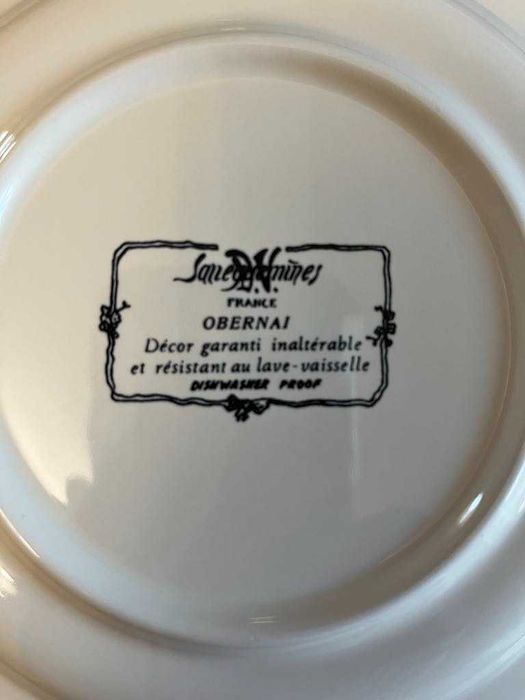 Sarreguemines
D.V.
FRANCE
OBERNAI
Décor garanti inaltérable
et résistant au lave-vaisselle
DISHWASHER PROOF